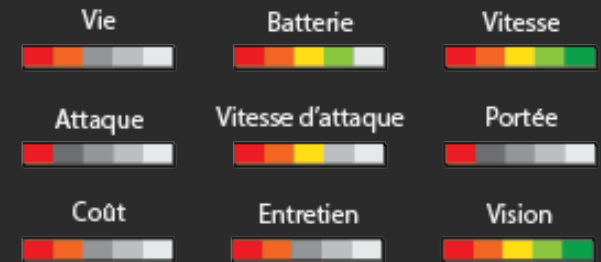 Vie Batterie Vitesse
Attaque Vitesse d'attaque Portée
Coût Entretien Vision